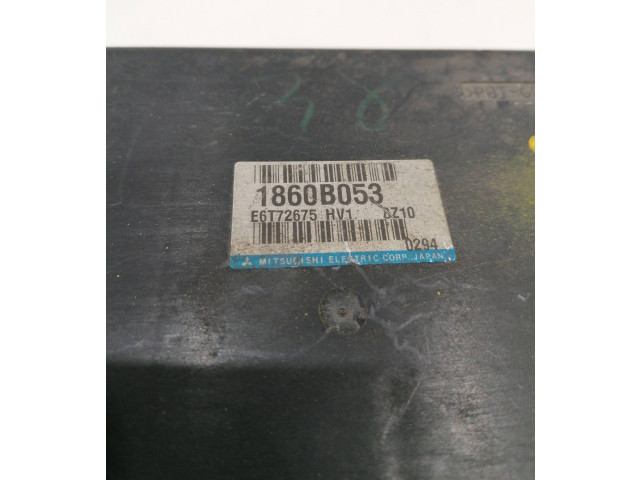 1860B053
E6T72675 HV1 8Z10
0294
MITSUBISHI ELECTRIC CORP. JAPAN